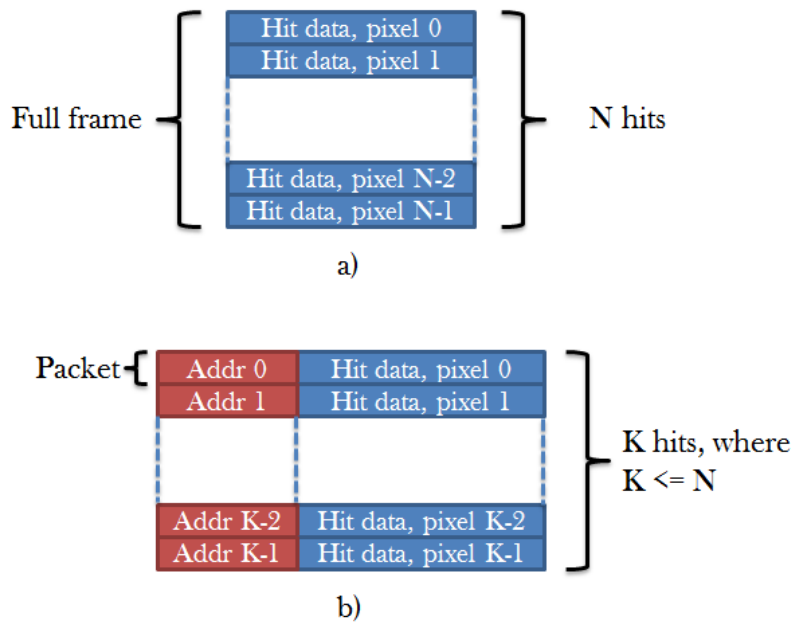 Hit data, pixel 0
Hit data, pixel 1
Full frame
N hits
Hit data, pixel N-2
Hit data, pixel N-1
a)
Packet
Addr 0 Hit data, pixel 0
Addr 1 Hit data, pixel 1
K hits, where
K <= N
Addr K-2 Hit data, pixel K-2
Addr K-1 Hit data, pixel K-1
b)